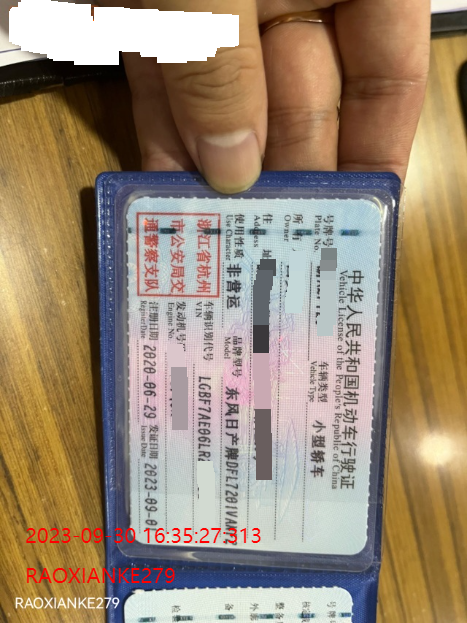 中华人民共和国机动车行驶证
Vehicle License of the People's Republic of China
号牌号
Plate No.
车辆类型
Vehicle Type
小型轿车
所
Owner
住 址
Address
使用性质
Use Character
非营运
品牌型号
Model
东风日产牌DFL7201VAN
浙江省杭州
市公安局交
通警察支队
车辆识别代号
VIN
LGBF7AE06LR
发动机号
Engine No.
注册日期
Register Date
2020-06-29
发证日期
Issue Date
2023-09-0
2023-09-30 16:35:27.113
RAOXIANKE279
RAOXIANKE279